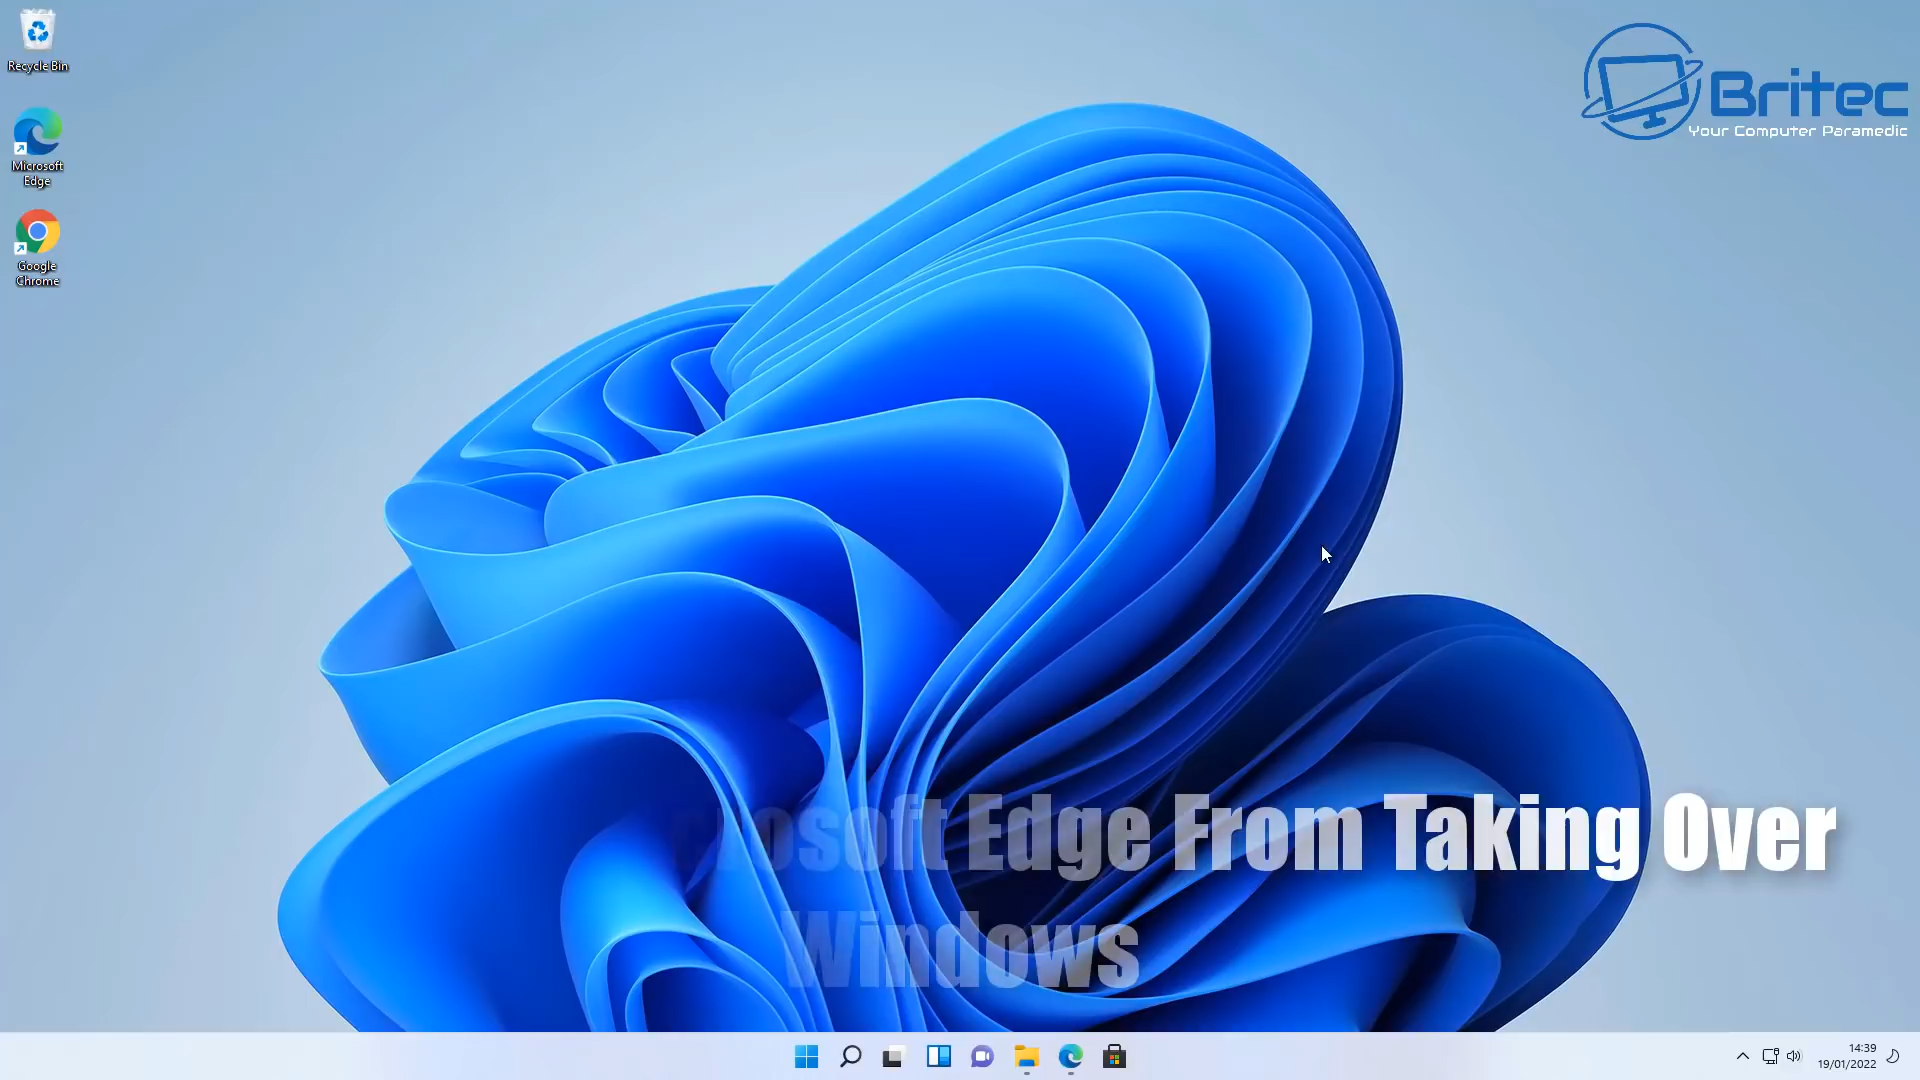 Recycle Bin
Microsoft
Edge
Google
Chrome
Britec
Your Computer Paramedic
Edge From Taking Over
Windows
14:39
19/01/2022